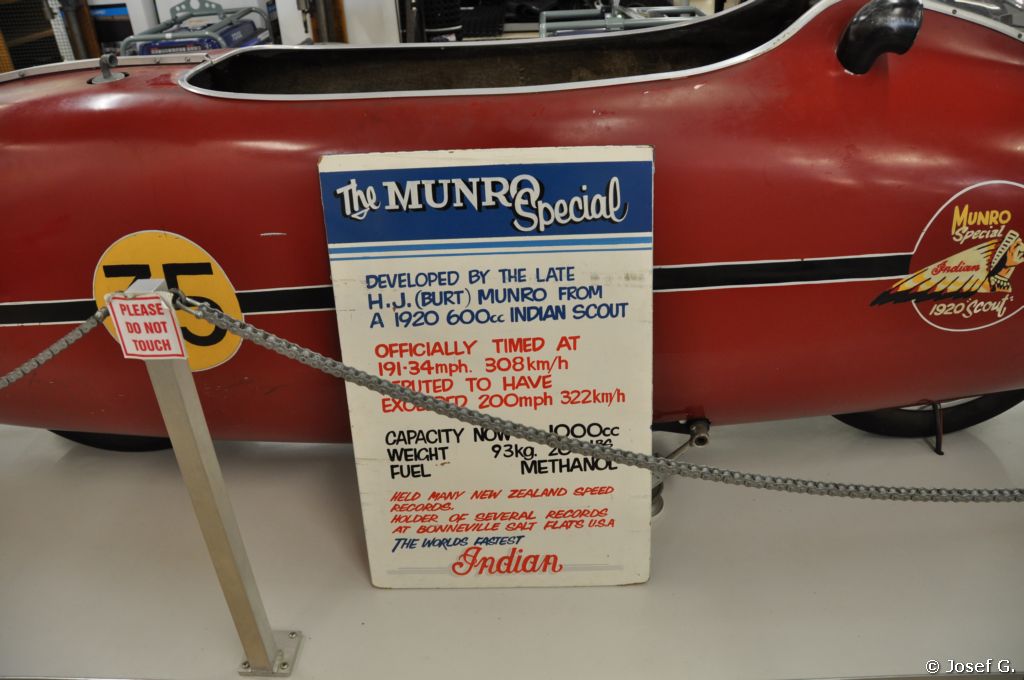 The MUNRO
Special
DEVELOPED BY THE LATE
H.J. (BURT) MUNRO FROM
A 1920 600cc INDIAN SCOUT
OFFICIALLY TIMED AT
191·34mph. 308km/h
TO HAVE
200mph 322km/h
CAPACITY NOW 1000cc
WEIGHT 93kg.
FUEL METHANOL
HELD MANY NEW ZEALAND SPEED
RECORDS.
HOLDER OF SEVERAL RECORDS
AT BONNEVILLE SALT FLATS U.S.A
THE WORLDS FASTEST
Indian
35
PLEASE
DO NOT
TOUCH
MUNRO
Special
Indian
1920 "Scout"
© Josef G.